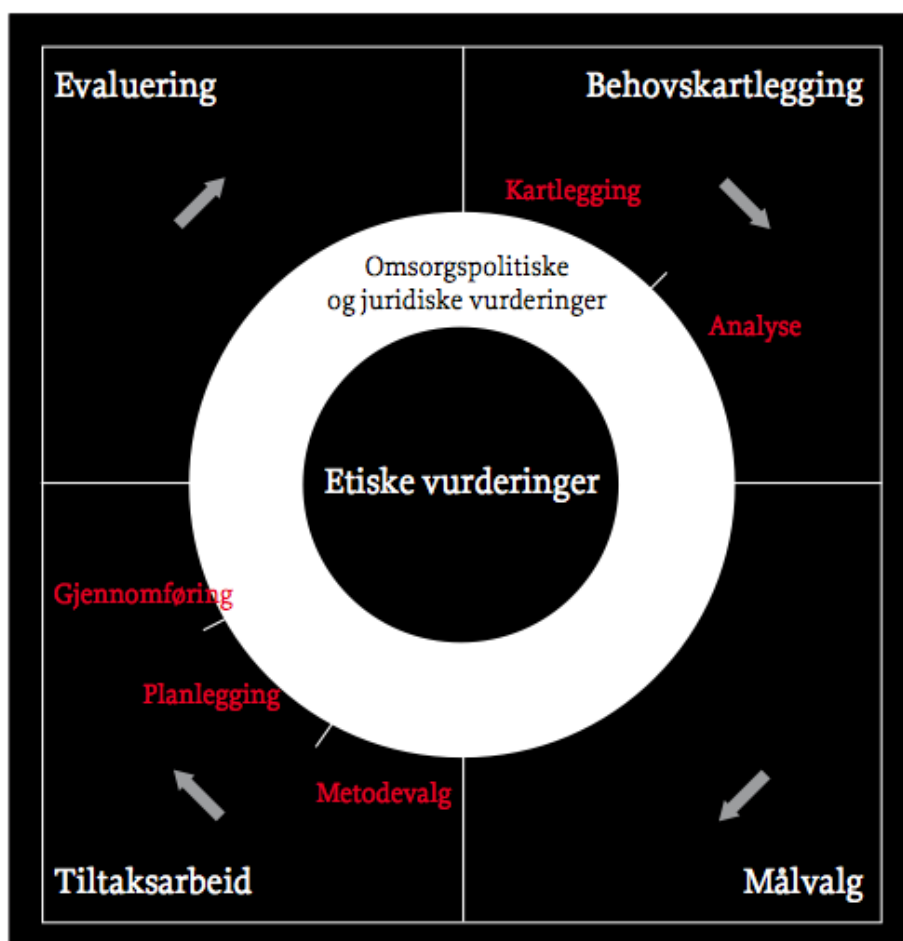 Evaluering
Behovskartlegging
Kartlegging
Omsorgspolitiske
og juridiske vurderinger
Analyse
Etiske vurderinger
Gjennomføring
Planlegging
Metodevalg
Tiltaksarbeid
Målvalg